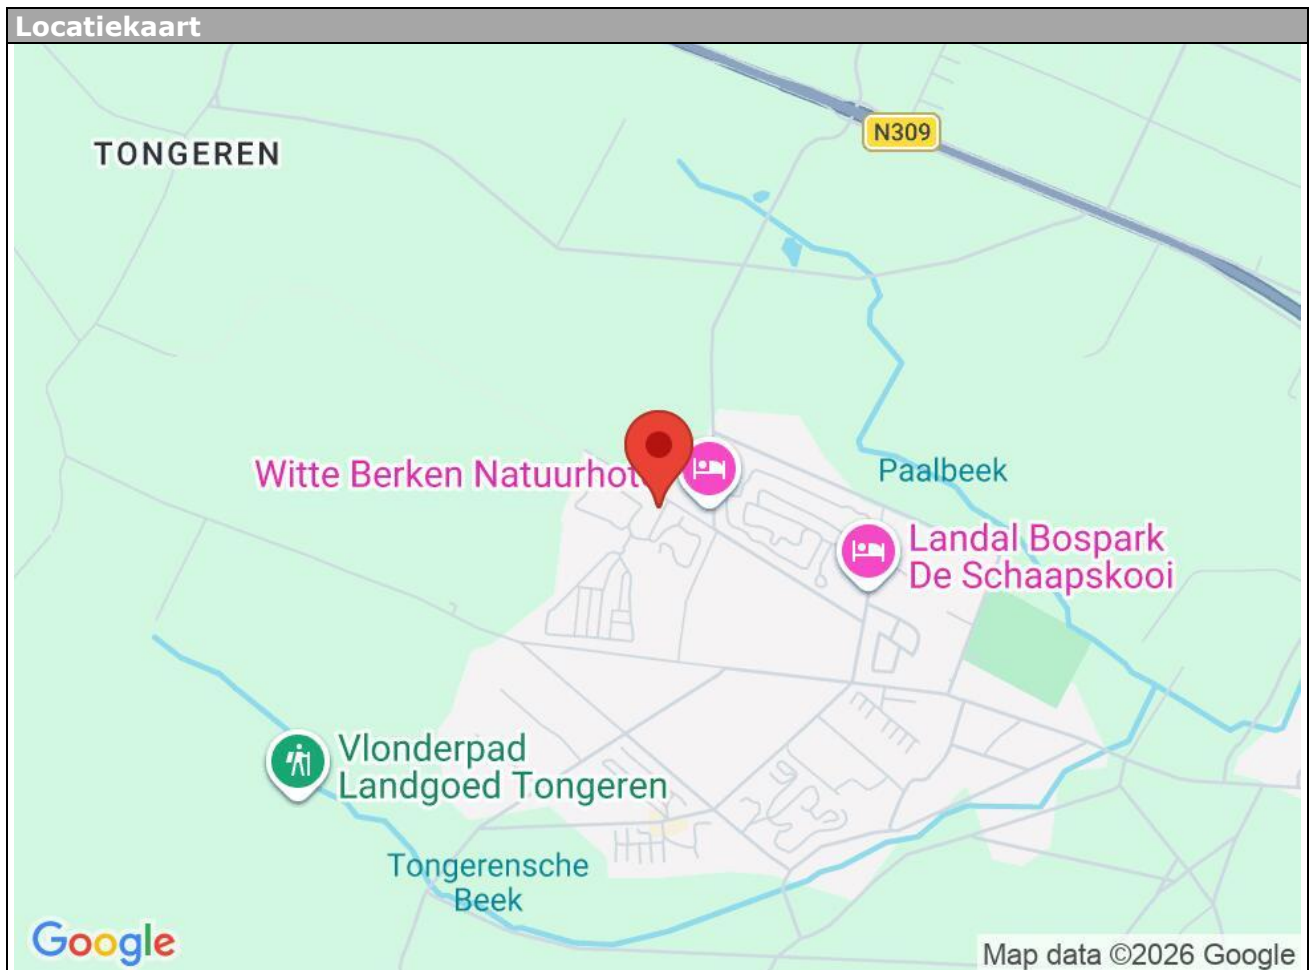 Locatiekaart
N309
TONGEREN
Witte Berken Natuurhot
Paalbeek
Landal Bospark
De Schaapskooi
Vlonderpad
Landgoed Tongeren
Tongerensche
Beek
Google
Map data ©2026 Google